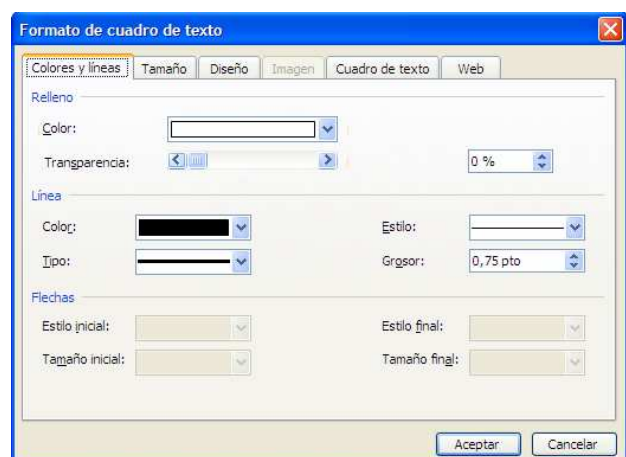 Formato de cuadro de texto
Colores y líneas Tamaño Diseño Imagen Cuadro de texto Web
Relleno
Color:
Transparencia: 0 %
Línea
Color: Estilo:
Tipo: Grosor: 0,75 pto
Flechas
Estilo inicial: Estilo final:
Tamaño inicial: Tamaño final:
Aceptar Cancelar